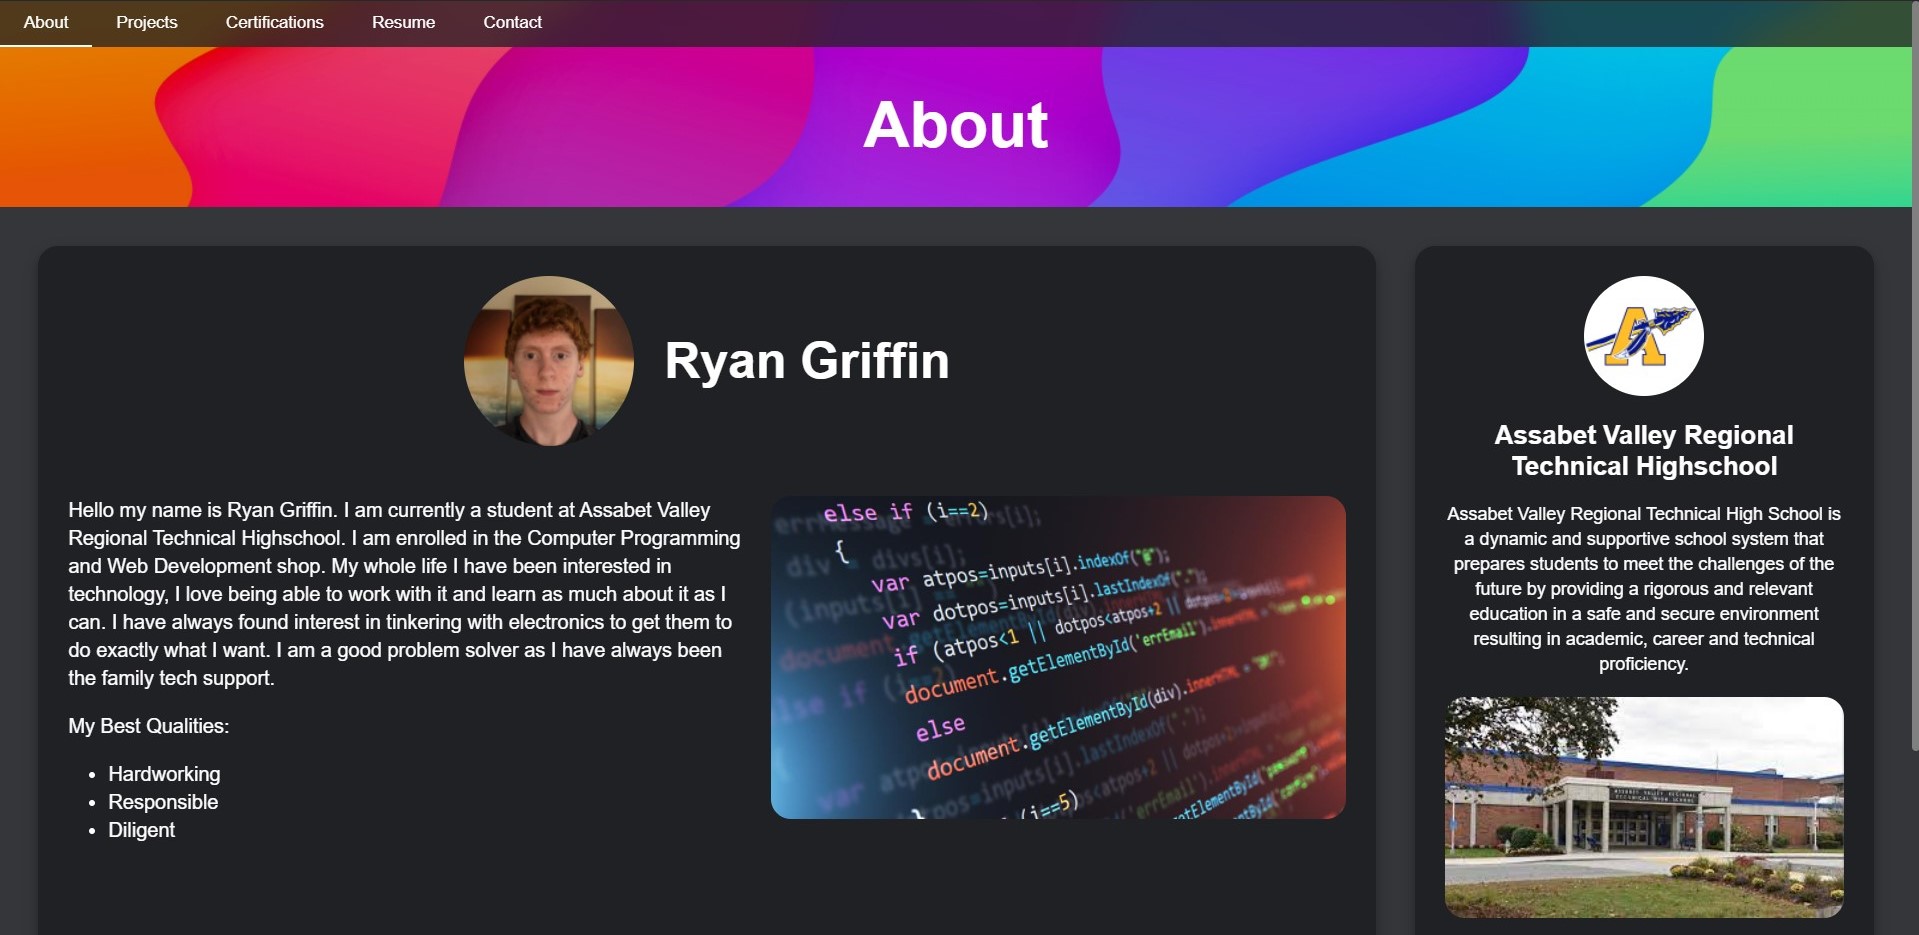 About
Projects
Certifications
Resume
Contact
About
Ryan Griffin
Hello my name is Ryan Griffin. I am currently a student at Assabet Valley
Regional Technical Highschool. I am enrolled in the Computer Programming
and Web Development shop. My whole life I have been interested in
technology, I love being able to work with it and learn as much about it as I
can. I have always found interest in tinkering with electronics to get them to
do exactly what I want. I am a good problem solver as I have always been
the family tech support.
My Best Qualities:
Hardworking
Responsible
Diligent
else if (i==2)
{
var atpos=inputs[i].indexOf("@");
var dotpos=inputs[i].lastIndexOf(".");
if (atpos<1 || dotpos<atpos+2 ||
document.getElementById('errEmail').innerHTML
else
document.getElementById(div).innerHTML
}
(i==5)
A
Assabet Valley Regional
Technical Highschool
Assabet Valley Regional Technical High School is
a dynamic and supportive school system that
prepares students to meet the challenges of the
future by providing a rigorous and relevant
education in a safe and secure environment
resulting in academic, career and technical
proficiency.
ASSABET VALLEY REGIONAL
TECHNICAL HIGH SCHOOL